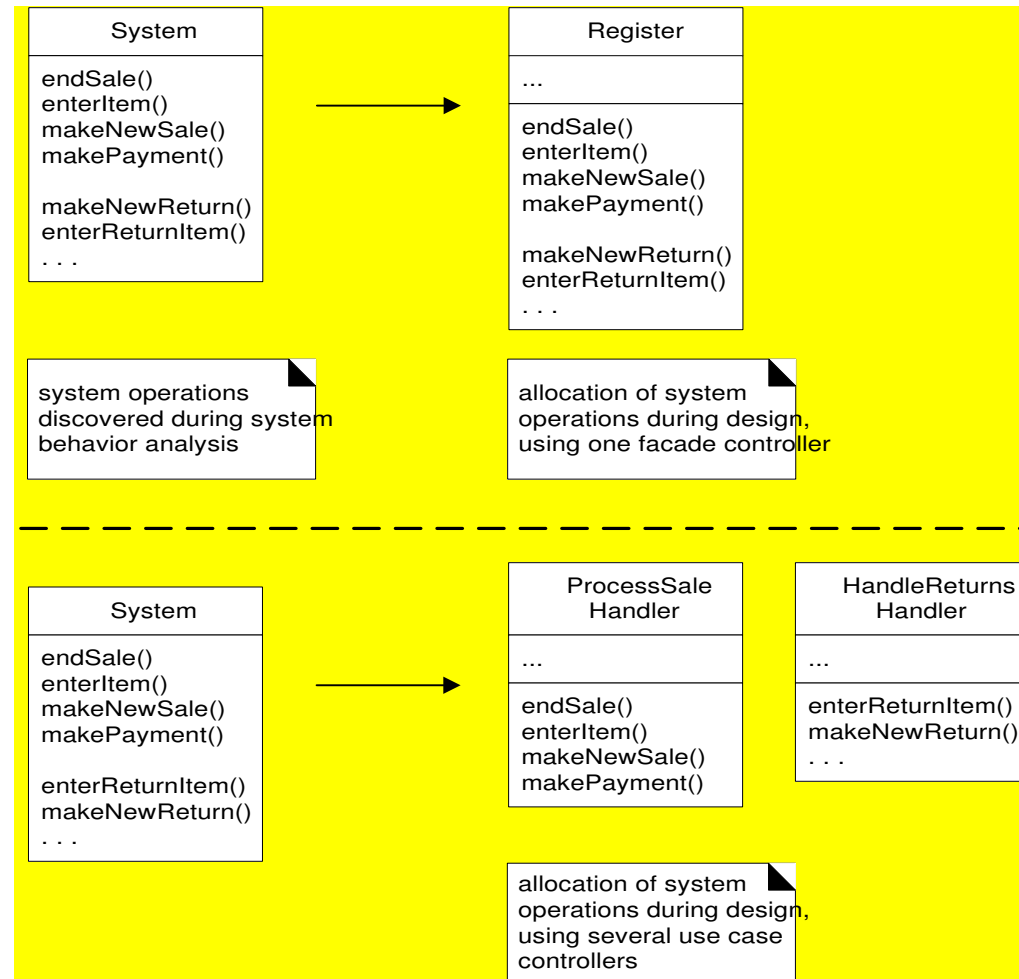 System
endSale()
enterItem()
makeNewSale()
makePayment()
makeNewReturn()
enterReturnItem()
. . .
Register
...
endSale()
enterItem()
makeNewSale()
makePayment()
makeNewReturn()
enterReturnItem()
. . .
system operations
discovered during system
behavior analysis
allocation of system
operations during design,
using one facade controller
System
endSale()
enterItem()
makeNewSale()
makePayment()
enterReturnItem()
makeNewReturn()
. . .
ProcessSale
Handler
...
endSale()
enterItem()
makeNewSale()
makePayment()
HandleReturns
Handler
...
enterReturnItem()
makeNewReturn()
. . .
allocation of system
operations during design,
using several use case
controllers